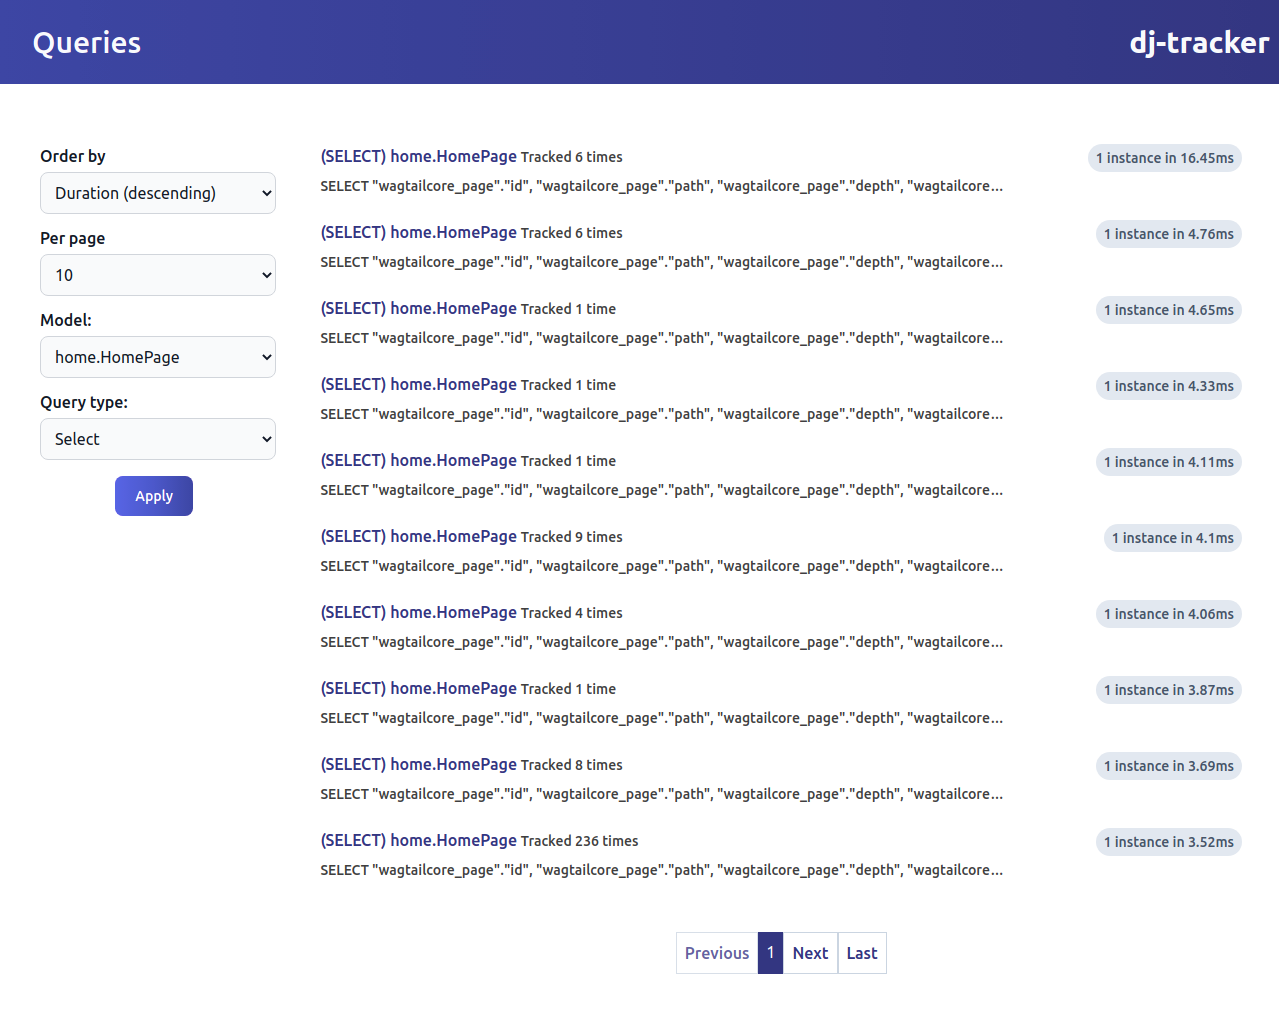 Queries
dj-tracker
Order by
Duration (descending)
Per page
10
Model:
home.HomePage
Query type:
Select
Apply
(SELECT) home.HomePage Tracked 6 times 1 instance in 16.45ms
SELECT "wagtailcore_page"."id", "wagtailcore_page"."path", "wagtailcore_page"."depth", "wagtailcore...
(SELECT) home.HomePage Tracked 6 times 1 instance in 4.76ms
SELECT "wagtailcore_page"."id", "wagtailcore_page"."path", "wagtailcore_page"."depth", "wagtailcore...
(SELECT) home.HomePage Tracked 1 time 1 instance in 4.65ms
SELECT "wagtailcore_page"."id", "wagtailcore_page"."path", "wagtailcore_page"."depth", "wagtailcore...
(SELECT) home.HomePage Tracked 1 time 1 instance in 4.33ms
SELECT "wagtailcore_page"."id", "wagtailcore_page"."path", "wagtailcore_page"."depth", "wagtailcore...
(SELECT) home.HomePage Tracked 1 time 1 instance in 4.11ms
SELECT "wagtailcore_page"."id", "wagtailcore_page"."path", "wagtailcore_page"."depth", "wagtailcore...
(SELECT) home.HomePage Tracked 9 times 1 instance in 4.1ms
SELECT "wagtailcore_page"."id", "wagtailcore_page"."path", "wagtailcore_page"."depth", "wagtailcore...
(SELECT) home.HomePage Tracked 4 times 1 instance in 4.06ms
SELECT "wagtailcore_page"."id", "wagtailcore_page"."path", "wagtailcore_page"."depth", "wagtailcore...
(SELECT) home.HomePage Tracked 1 time 1 instance in 3.87ms
SELECT "wagtailcore_page"."id", "wagtailcore_page"."path", "wagtailcore_page"."depth", "wagtailcore...
(SELECT) home.HomePage Tracked 8 times 1 instance in 3.69ms
SELECT "wagtailcore_page"."id", "wagtailcore_page"."path", "wagtailcore_page"."depth", "wagtailcore...
(SELECT) home.HomePage Tracked 236 times 1 instance in 3.52ms
SELECT "wagtailcore_page"."id", "wagtailcore_page"."path", "wagtailcore_page"."depth", "wagtailcore...
Previous 1 Next Last